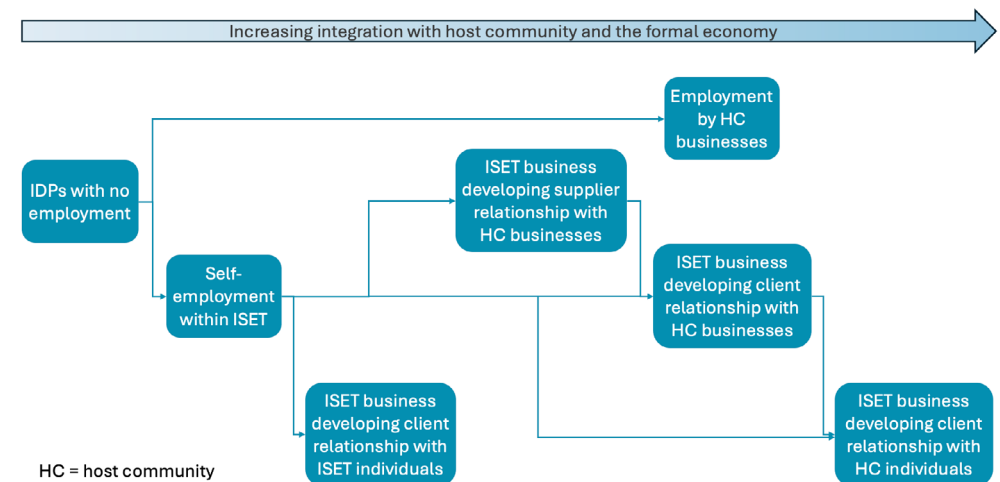 Increasing integration with host community and the formal economy
Employment
by HC
businesses
IDPs with no
employment
ISET business
developing supplier
relationship with
HC businesses
Self-
employment
within ISET
ISET business
developing client
relationship with
HC businesses
ISET business
developing client
relationship with
ISET individuals
ISET business
developing client
relationship with
HC individuals
HC = host community